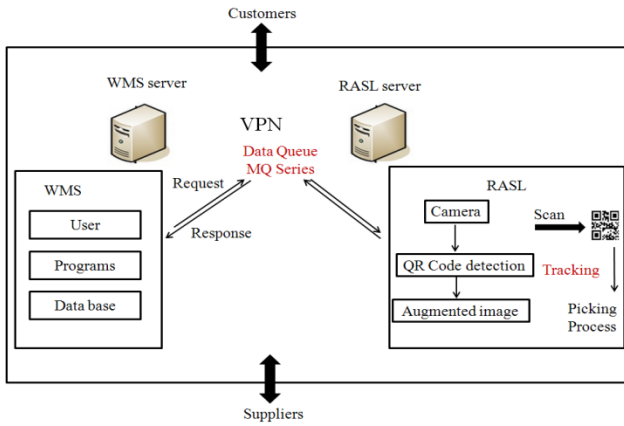 Customers
WMS server
RASL server
VPN
Data Queue
MQ Series
WMS
Request
Response
User
Programs
Data base
RASL
Camera
Scan
QR Code detection
Tracking
Augmented image
Picking
Process
Suppliers